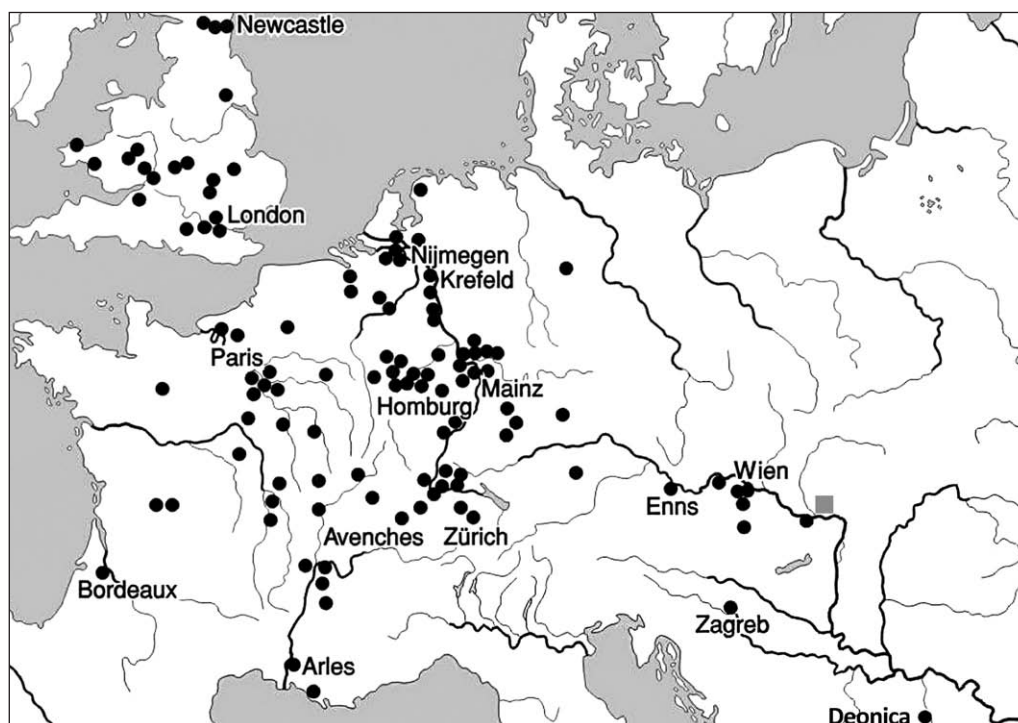 Newcastle
London
Nijmegen
Krefeld
Paris
Mainz
Homburg
Wien
Enns
Avenches
Zürich
Bordeaux
Zagreb
Arles
Deonica